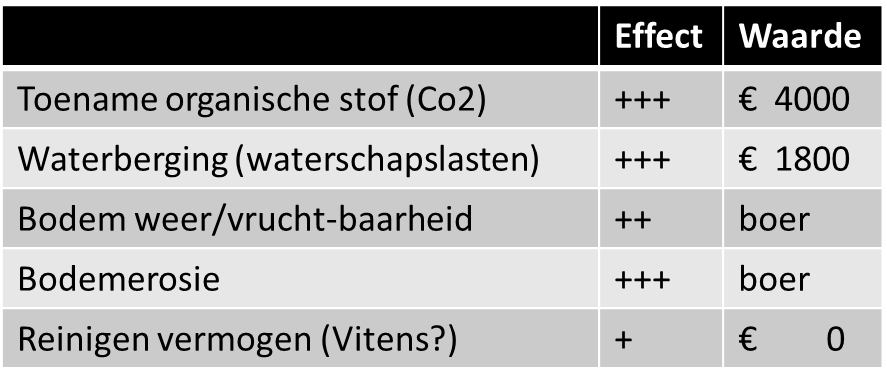 Effect Waarde
Toename organische stof (Co2) +++ € 4000
Waterberging (waterschapslasten) +++ € 1800
Bodem weer/vrucht-baarheid ++ boer
Bodemerosie +++ boer
Reinigen vermogen (Vitens?) + € 0